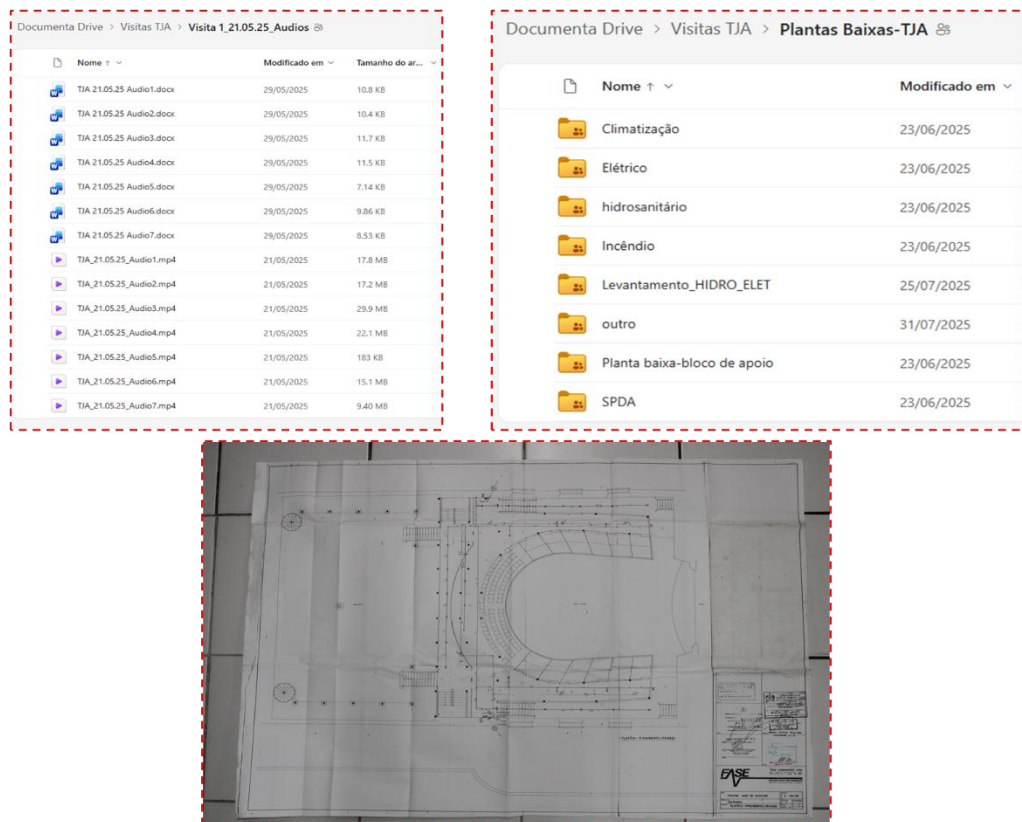 Documenta Drive > Visitas TJA > Visita 1_21.05.25_Audios
Nome ↑ Modificado em Tamanho do ar...
TJA 21.05.25 Audio1.docx 29/05/2025 10.8 KB
TJA 21.05.25 Audio2.docx 29/05/2025 10.4 KB
TJA 21.05.25 Audio3.docx 29/05/2025 11.7 KB
TJA 21.05.25 Audio4.docx 29/05/2025 11.5 KB
TJA 21.05.25 Audio5.docx 29/05/2025 7.14 KB
TJA 21.05.25 Audio6.docx 29/05/2025 9.86 KB
TJA 21.05.25 Audio7.docx 29/05/2025 8.53 KB
TJA_21.05.25_Audio1.mp4 21/05/2025 17.8 MB
TJA_21.05.25_Audio2.mp4 21/05/2025 17.2 MB
TJA_21.05.25_Audio3.mp4 21/05/2025 29.9 MB
TJA_21.05.25_Audio4.mp4 21/05/2025 22.1 MB
TJA_21.05.25_Audio5.mp4 21/05/2025 183 KB
TJA_21.05.25_Audio6.mp4 21/05/2025 15.1 MB
TJA_21.05.25_Audio7.mp4 21/05/2025 9.40 MB
Documenta Drive > Visitas TJA > Plantas Baixas-TJA
Nome ↑ Modificado em
Climatização 23/06/2025
Elétrico 23/06/2025
hidrosanitário 23/06/2025
Incêndio 23/06/2025
Levantamento_HIDRO_ELET 25/07/2025
outro 31/07/2025
Planta baixa-bloco de apoio 23/06/2025
SPDA 23/06/2025